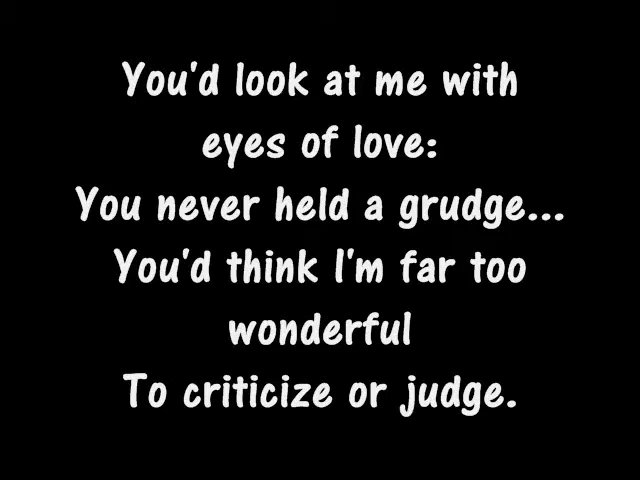 You'd look at me with
eyes of love:
You never held a grudge...
You'd think I'm far too
wonderful
To criticize or judge.